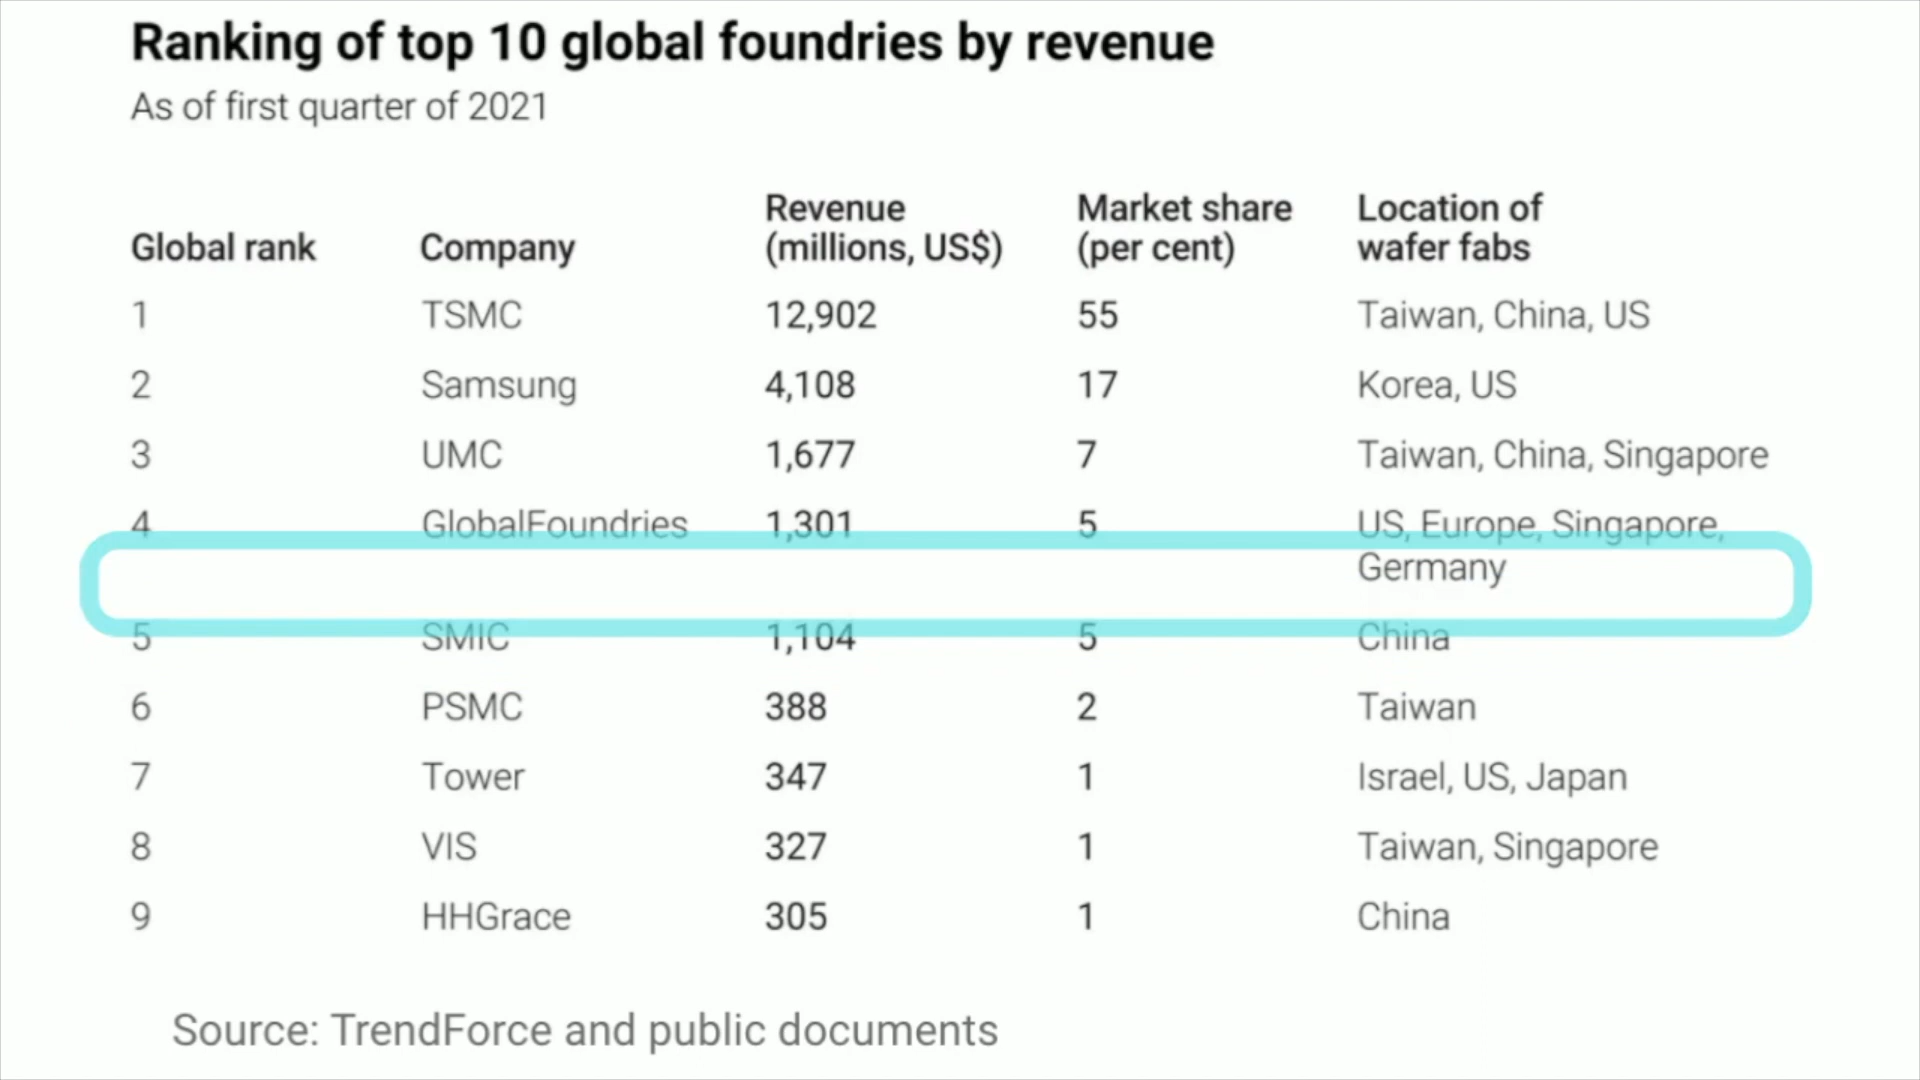 Ranking of top 10 global foundries by revenue
As of first quarter of 2021
Global rank Company Revenue (millions, US$) Market share (per cent) Location of wafer fabs
1 TSMC 12,902 55 Taiwan, China, US
2 Samsung 4,108 17 Korea, US
3 UMC 1,677 7 Taiwan, China, Singapore
4 GlobalFoundries 1,301 5 US, Europe, Singapore,
Germany
5 SMIC 1,104 5 China
6 PSMC 388 2 Taiwan
7 Tower 347 1 Israel, US, Japan
8 VIS 327 1 Taiwan, Singapore
9 HHGrace 305 1 China
Source: TrendForce and public documents